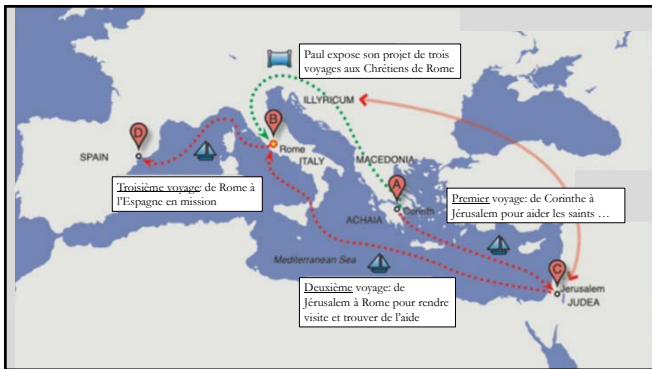 Paul expose son projet de trois
voyages aux Chrétiens de Rome
ILLYRICUM
B
D
Rome
SPAIN
ITALY
MACEDONIA
A
Troisième voyage: de Rome à
l'Espagne en mission
Premier voyage: de Corinthe à
Jérusalem pour aider les saints …
Corinth
ACHAIA
Mediterranean Sea
C
Deuxième voyage: de
Jérusalem à Rome pour rendre
visite et trouver de l'aide
Jerusalem
JUDEA